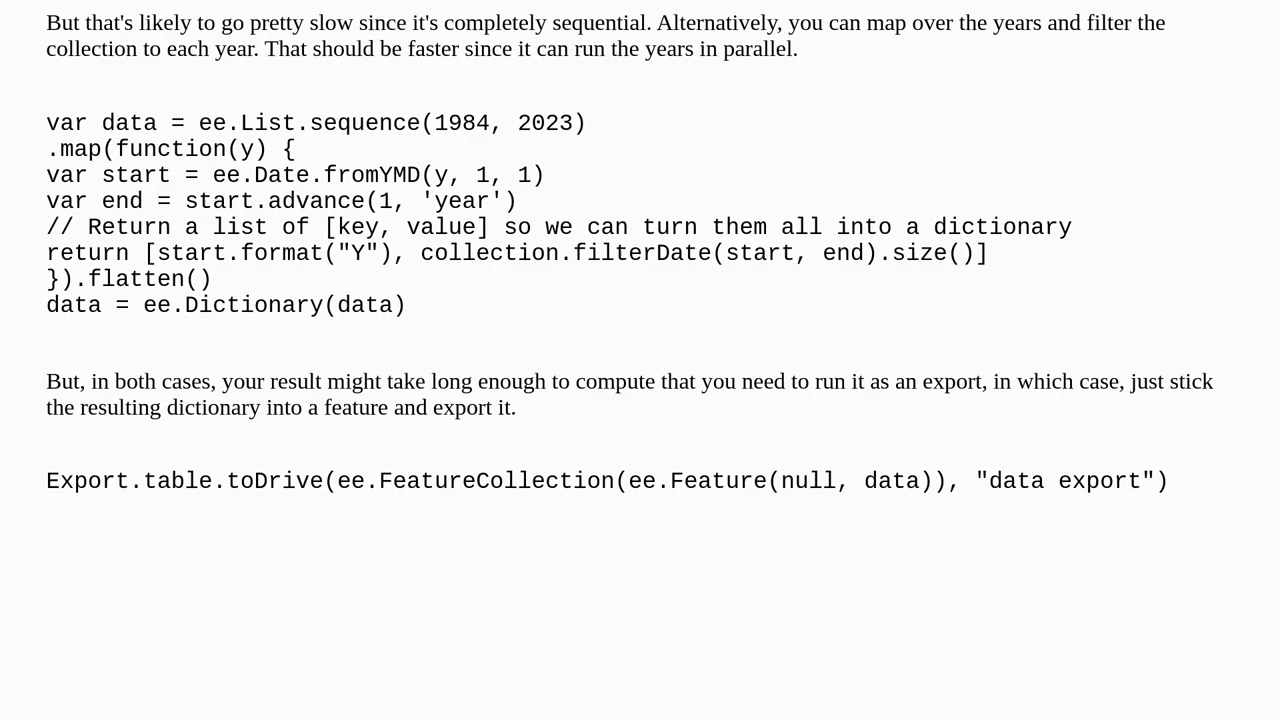 But that's likely to go pretty slow since it's completely sequential. Alternatively, you can map over the years and filter the
collection to each year. That should be faster since it can run the years in parallel.
var data = ee.List.sequence(1984, 2023)
.map(function(y) {
var start = ee.Date.fromYMD(y, 1, 1)
var end = start.advance(1, 'year')
// Return a list of [key, value] so we can turn them all into a dictionary
return [start.format("Y"), collection.filterDate(start, end).size()]
}).flatten()
data = ee.Dictionary(data)
But, in both cases, your result might take long enough to compute that you need to run it as an export, in which case, just stick
the resulting dictionary into a feature and export it.
Export.table.toDrive(ee.FeatureCollection(ee.Feature(null, data)), "data export")